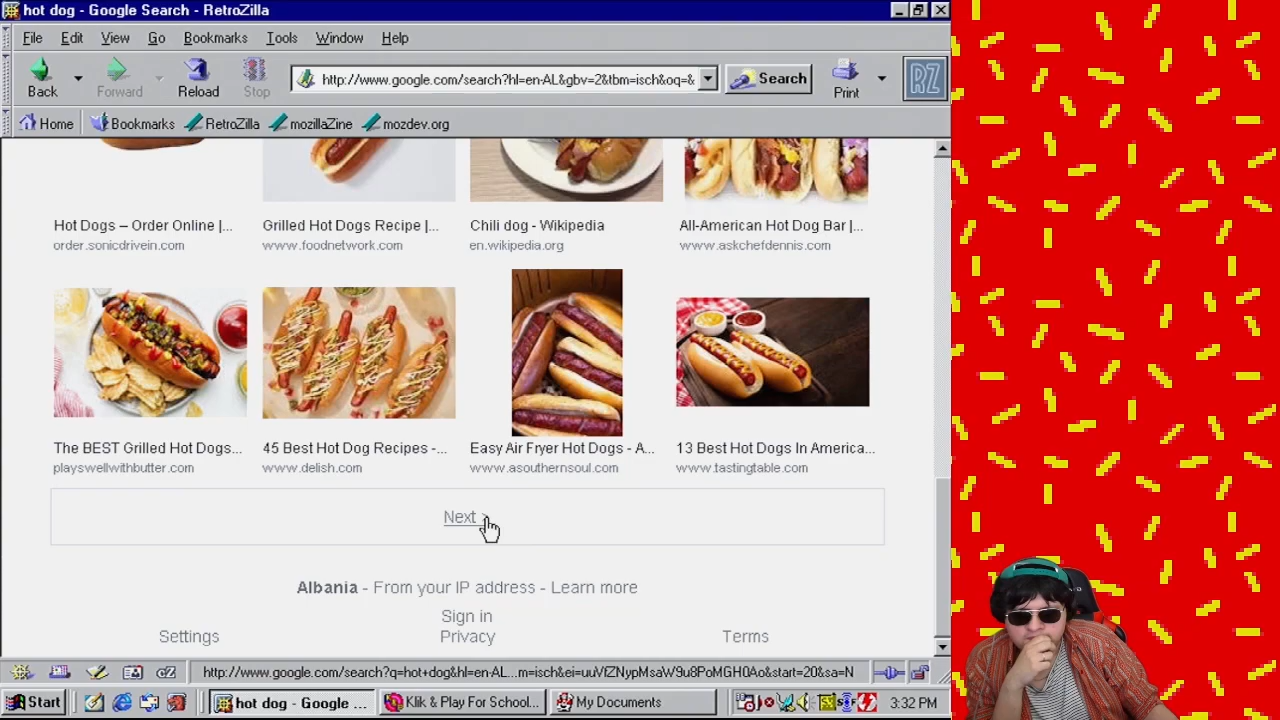 hot dog - Google Search - RetroZilla
File Edit View Go Bookmarks Tools Window Help
Back Forward Reload Stop http://www.google.com/search?hl=en-AL&gbv=2&tbm=isch&oq=& Search Print RZ
Home Bookmarks RetroZilla mozillaZine mozdev.org
Hot Dogs – Order Online |... Grilled Hot Dogs Recipe |... Chili dog - Wikipedia All-American Hot Dog Bar |...
order.sonicdrivein.com www.foodnetwork.com en.wikipedia.org www.askchefdennis.com
The BEST Grilled Hot Dogs... 45 Best Hot Dog Recipes -... Easy Air Fryer Hot Dogs - A... 13 Best Hot Dogs In America...
playswellwithbutter.com www.delish.com www.asouthernsoul.com www.tastingtable.com
Next >
Albania - From your IP address - Learn more
Sign in
Settings Privacy Terms
http://www.google.com/search?q=hot+dog&hl=en-AL...m=isch&ei=uuVfZNypMsaW9u8PoMGH0Ao&start=20&sa=N
Start hot dog - Google ... Klik & Play For School... My Documents 3:32 PM